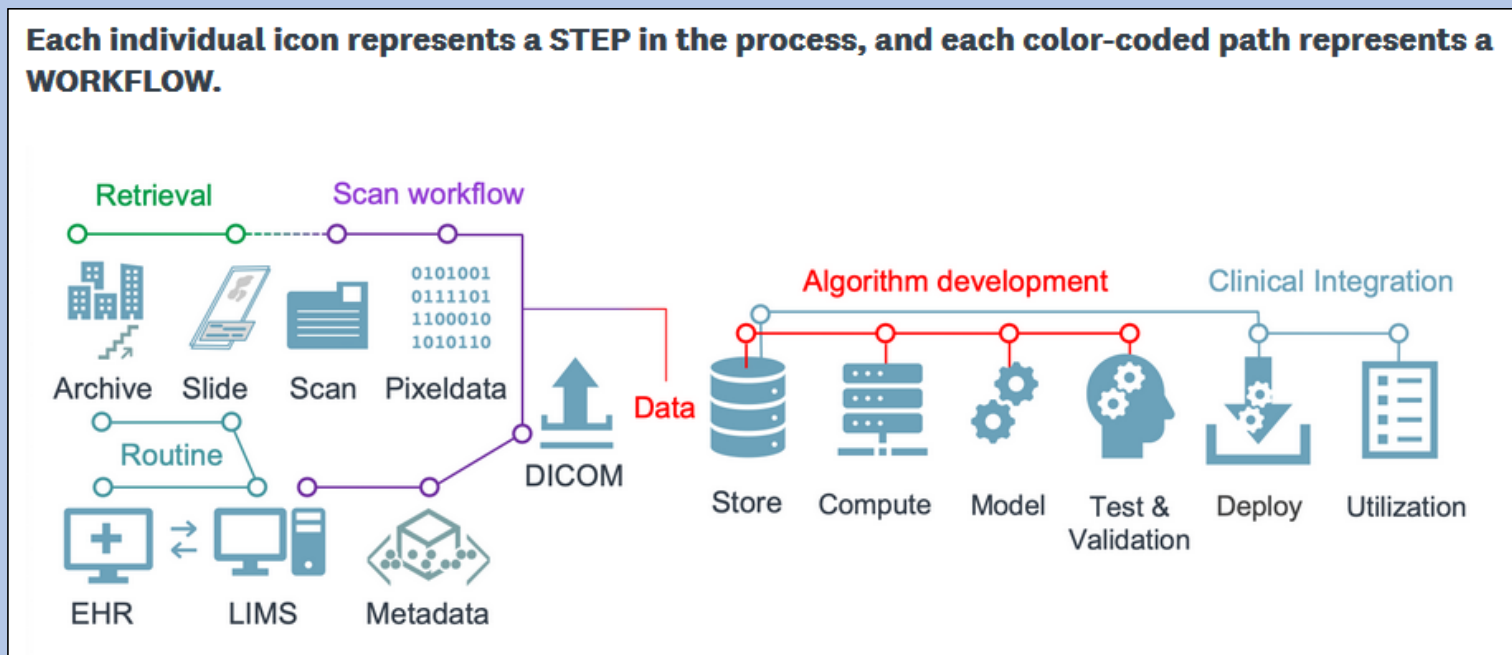 Each individual icon represents a STEP in the process, and each color-coded path represents a
WORKFLOW.
Retrieval
Scan workflow
0101001
0111101
1100010
1010110
Archive
Slide
Scan
Pixeldata
Routine
DICOM
EHR
LIMS
Metadata
Data
Algorithm development
Clinical Integration
Store
Compute
Model
Test &
Validation
Deploy
Utilization